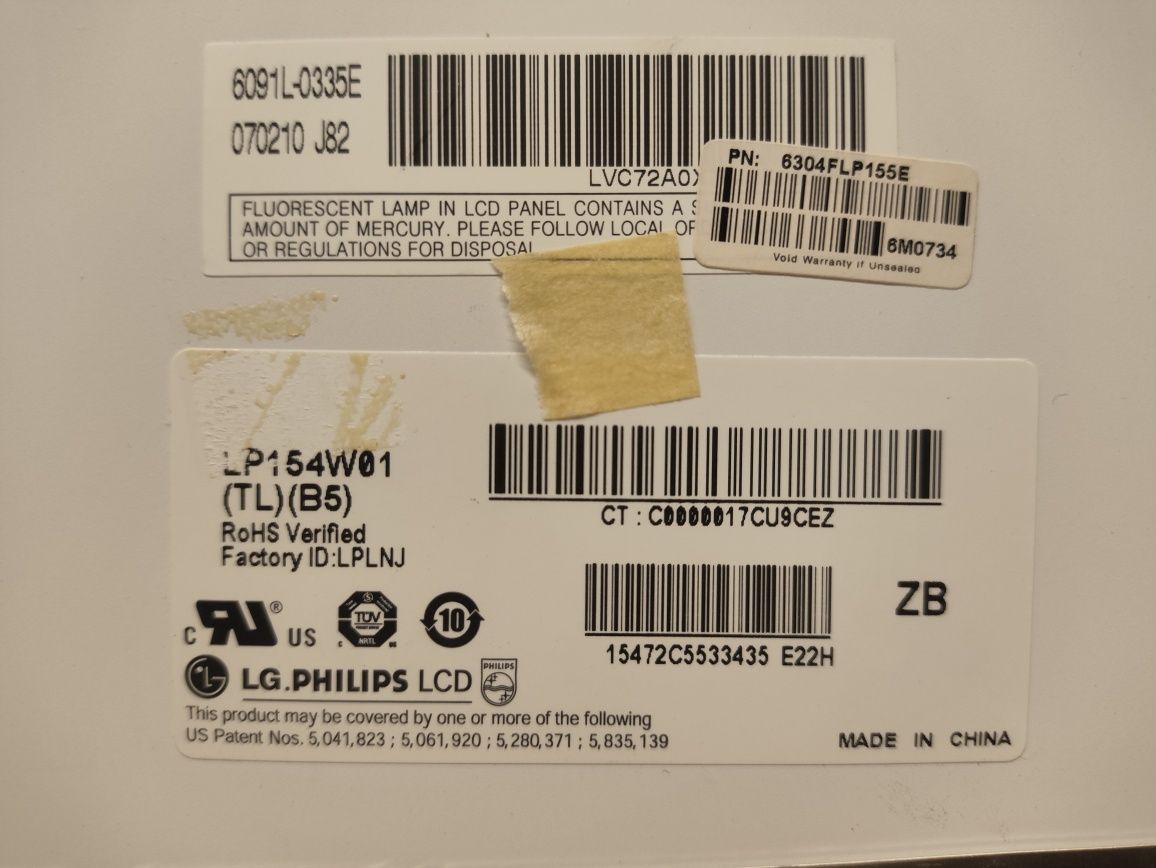 6091L-0335E
070210 J82
LVC72A0
PN: 6304FLP155E
6M0734
Void Warranty if Unsealed
FLUORESCENT LAMP IN LCD PANEL CONTAINS A S
AMOUNT OF MERCURY. PLEASE FOLLOW LOCAL OF
OR REGULATIONS FOR DISPOSAL
LP154W01
(TL)(B5)
RoHS Verified
Factory ID:LPLNJ
CT : C0000017CU9CEZ
15472C5533435 E22H
ZB
C RU ® US
TÜV
NRTL
10
LG.PHILIPS LCD
PHILIPS
This product may be covered by one or more of the following
US Patent Nos. 5,041,823 ; 5,061,920 ; 5,280,371 ; 5,835,139
MADE IN CHINA